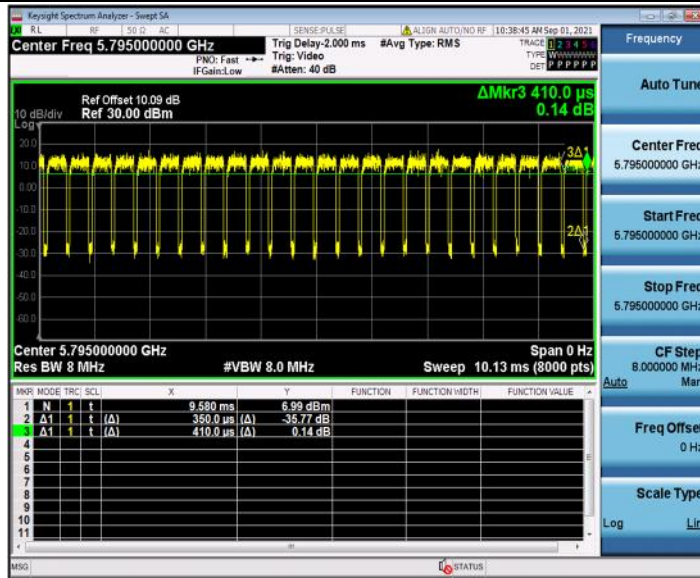 Keysight Spectrum Analyzer - Swept SA
RL RF 50 Ω AC SENSE:PULSE ALIGN AUTO/NO RF 10:38:45 AM Sep 01, 2021
Center Freq 5.795000000 GHz
PNO: Fast
IFGain:Low
Trig Delay-2.000 ms
Trig: Video
#Atten: 40 dB
#Avg Type: RMS
TRACE 1 2 3 4 5 6
TYPE WWWWWW
DET P P P P P P
ΔMkr3 410.0 µs
0.14 dB
Ref Offset 10.09 dB
10 dB/div Ref 30.00 dBm
Log
20.0
10.0
0.00
-10.0
-20.0
-30.0
-40.0
-50.0
-60.0
3Δ1
2Δ1
Center 5.795000000 GHz Span 0 Hz
Res BW 8 MHz #VBW 8.0 MHz Sweep 10.13 ms (8000 pts)
MKR MODE TRC SCL X Y FUNCTION FUNCTION WIDTH FUNCTION VALUE
1 N 1 t 9.580 ms 6.99 dBm
2 Δ1 1 t (Δ) 350.0 µs (Δ) -35.77 dB
3 Δ1 1 t (Δ) 410.0 µs (Δ) 0.14 dB
4
5
6
7
8
9
10
11
MSG STATUS
Frequency
Auto Tune
Center Freq
5.795000000 GHz
Start Freq
5.795000000 GHz
Stop Freq
5.795000000 GHz
CF Step
8.000000 MHz
Auto Man
Freq Offset
0 Hz
Scale Type
Log Lin